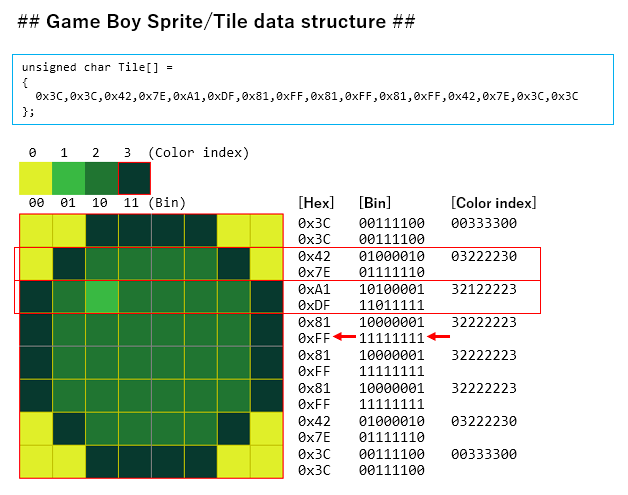 ## Game Boy Sprite/Tile data structure ##
unsigned char Tile[] =
{
0x3C,0x3C,0x42,0x7E,0xA1,0xDF,0x81,0xFF,0x81,0xFF,0x81,0xFF,0x42,0x7E,0x3C,0x3C
};
0 1 2 3 (Color index)
00 01 10 11 (Bin)
[Hex] [Bin] [Color index]
0x3C 00111100 00333300
0x3C 00111100
0x42 01000010 03222230
0x7E 01111110
0xA1 10100001 32122223
0xDF 11011111
0x81 10000001 32222223
0xFF 11111111
0x81 10000001 32222223
0xFF 11111111
0x81 10000001 32222223
0xFF 11111111
0x42 01000010 03222230
0x7E 01111110
0x3C 00111100 00333300
0x3C 00111100